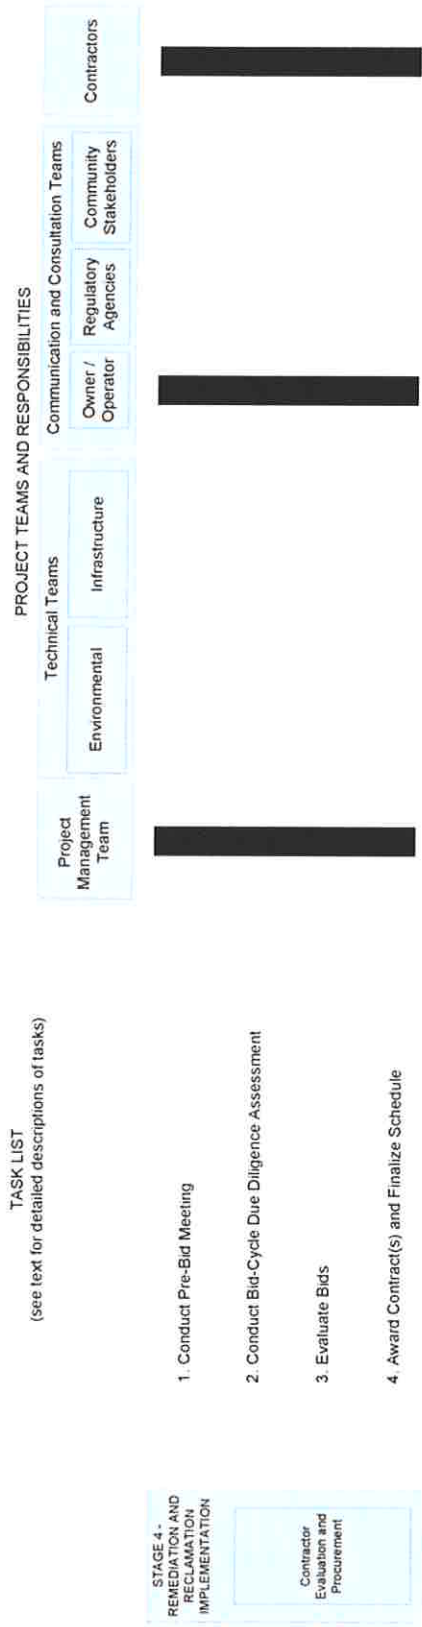 TASK LIST
(see text for detailed descriptions of tasks)
PROJECT TEAMS AND RESPONSIBILITIES
Project
Management
Team
Technical Teams
Environmental
Infrastructure
Communication and Consultation Teams
Owner /
Operator
Regulatory
Agencies
Community
Stakeholders
Contractors
STAGE 4 -
REMEDIATION AND
RECLAMATION
IMPLEMENTATION
Contractor
Evaluation and
Procurement
1. Conduct Pre-Bid Meeting
2. Conduct Bid-Cycle Due Diligence Assessment
3. Evaluate Bids
4. Award Contract(s) and Finalize Schedule